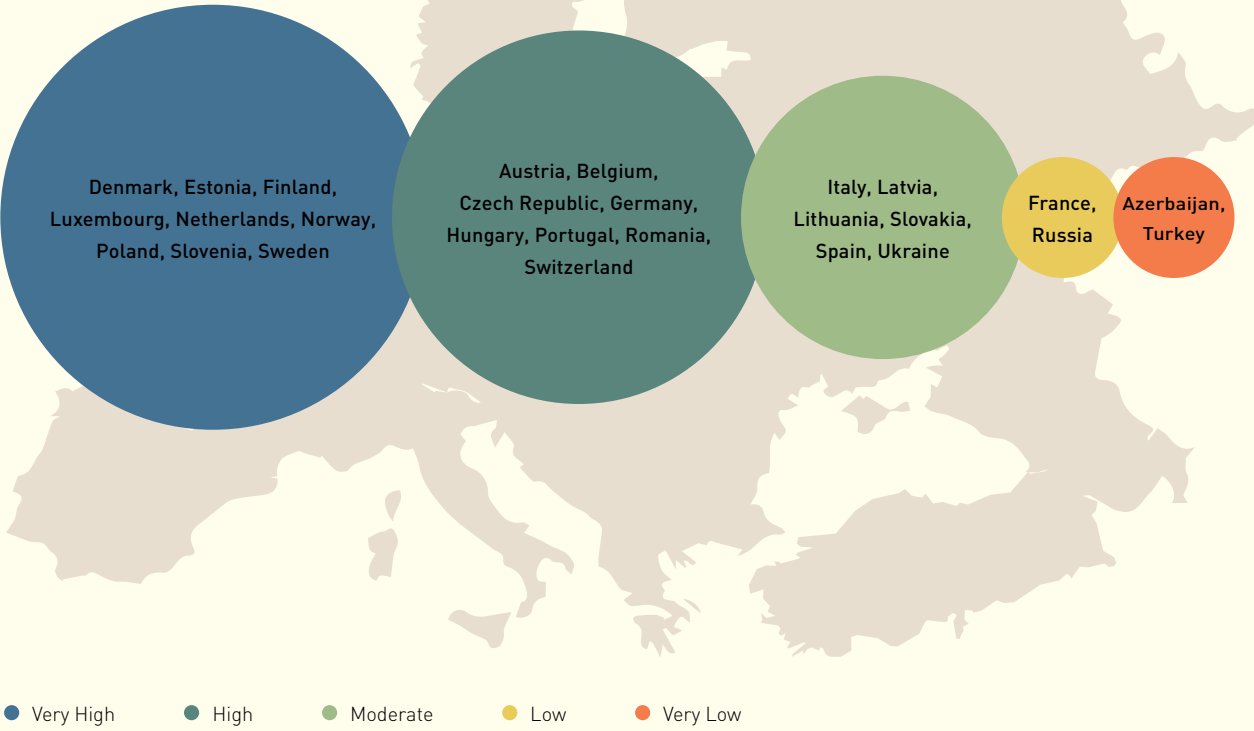 Denmark, Estonia, Finland,
Luxembourg, Netherlands, Norway,
Poland, Slovenia, Sweden
Austria, Belgium,
Czech Republic, Germany,
Hungary, Portugal, Romania,
Switzerland
Italy, Latvia,
Lithuania, Slovakia,
Spain, Ukraine
France,
Russia
Azerbaijan,
Turkey
Very High
High
Moderate
Low
Very Low